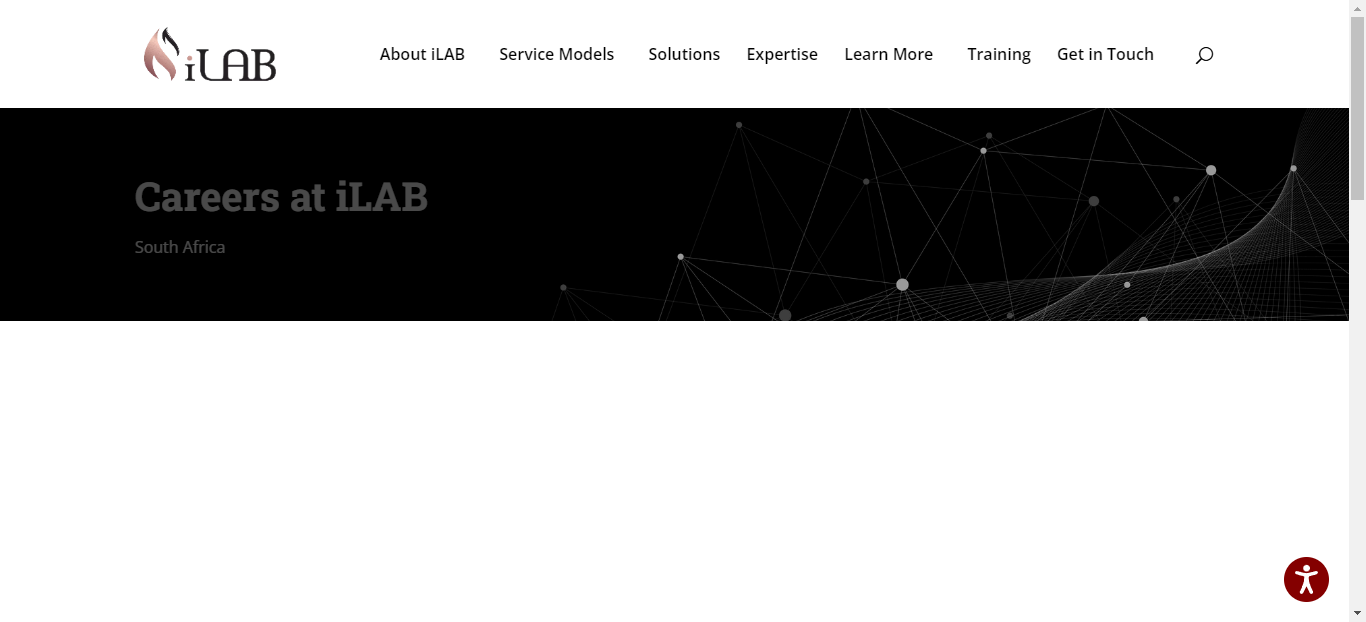 iLAB
About iLAB Service Models Solutions Expertise Learn More Training Get in Touch
Careers at iLAB
South Africa